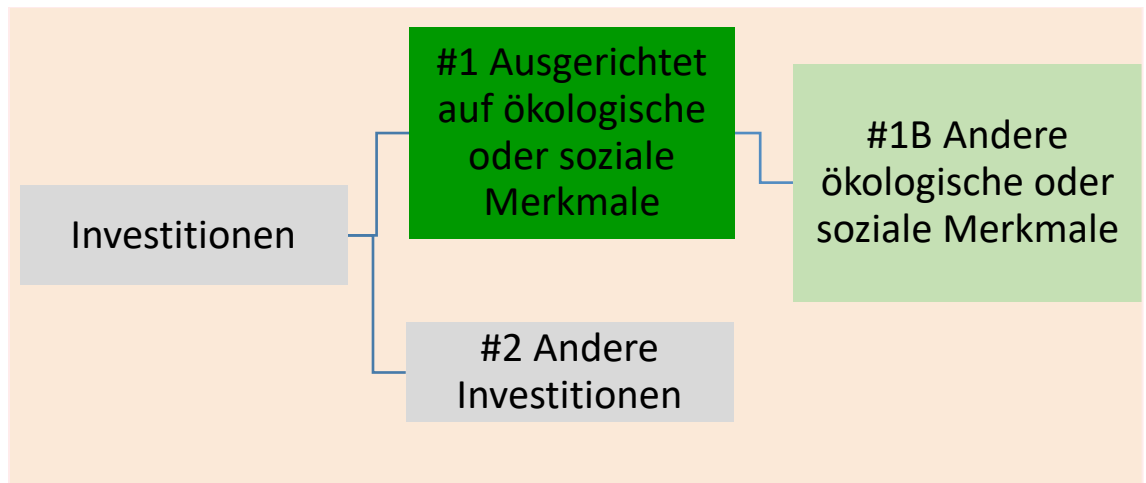 Investitionen
#1 Ausgerichtet
auf ökologische
oder soziale
Merkmale
#1B Andere
ökologische oder
soziale Merkmale
#2 Andere
Investitionen